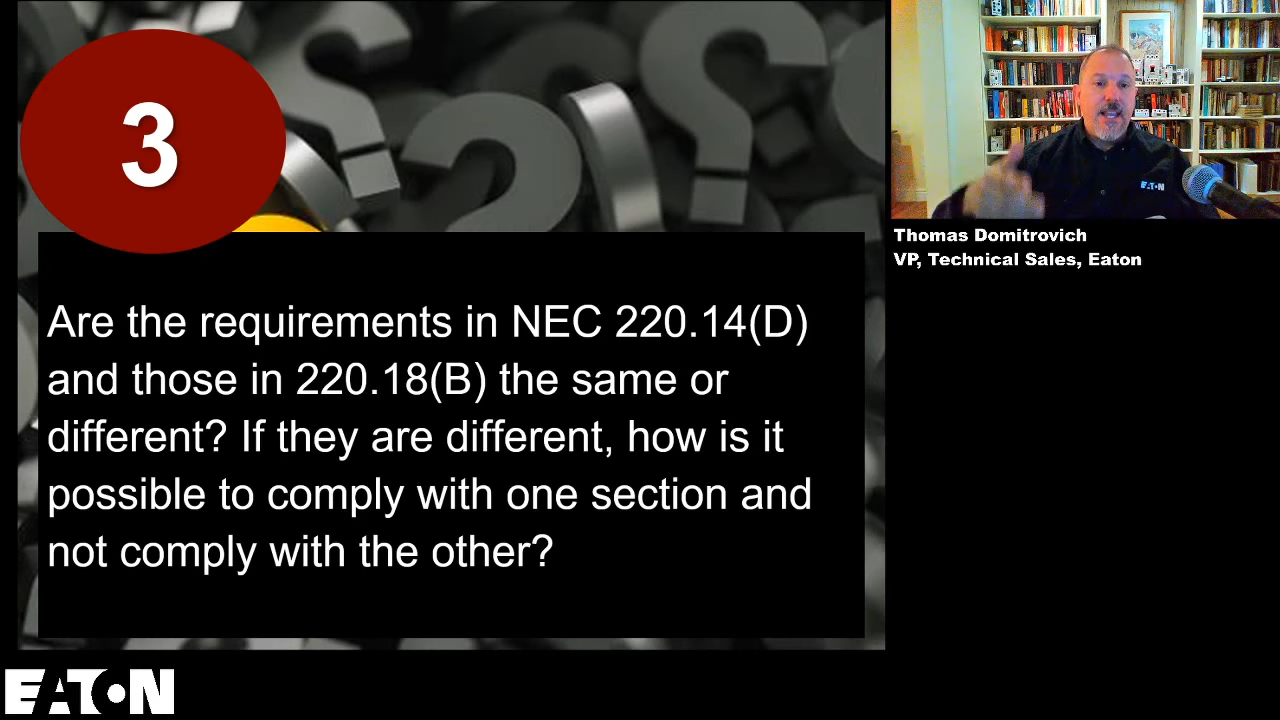 3
Are the requirements in NEC 220.14(D)
and those in 220.18(B) the same or
different? If they are different, how is it
possible to comply with one section and
not comply with the other?
EATON
Thomas Domitrovich
VP, Technical Sales, Eaton
EATON